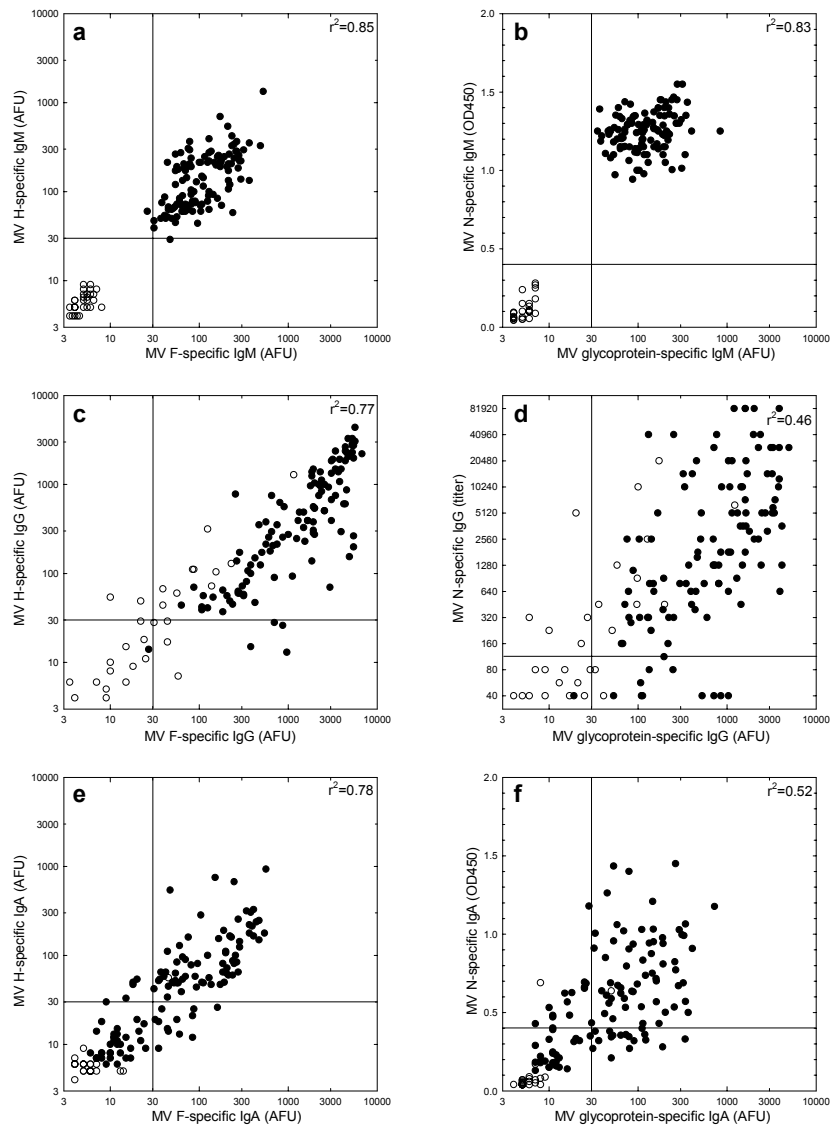 a
r²=0.85
10000
3000
1000
300
100
30
10
3
MV H-specific IgM (AFU)
3 10 30 100 300 1000 3000 10000
MV F-specific IgM (AFU)
b
r²=0.83
2.0
1.5
1.0
0.5
0.4
0.2
0.0
MV N-specific IgM (OD450)
3 10 30 100 300 1000 3000 10000
MV glycoprotein-specific IgM (AFU)
c
r²=0.77
10000
3000
1000
300
100
30
10
3
MV H-specific IgG (AFU)
3 10 30 100 300 1000 3000 10000
MV F-specific IgG (AFU)
d
r²=0.46
81920
40960
20480
10240
5120
2560
1280
640
320
160
80
40
MV N-specific IgG (titer)
3 10 30 100 300 1000 3000 10000
MV glycoprotein-specific IgG (AFU)
e
r²=0.78
10000
3000
1000
300
100
30
10
3
MV H-specific IgA (AFU)
3 10 30 100 300 1000 3000 10000
MV F-specific IgA (AFU)
f
r²=0.52
2.0
1.5
1.0
0.5
0.4
0.2
0.0
MV N-specific IgA (OD450)
3 10 30 100 300 1000 3000 10000
MV glycoprotein-specific IgA (AFU)